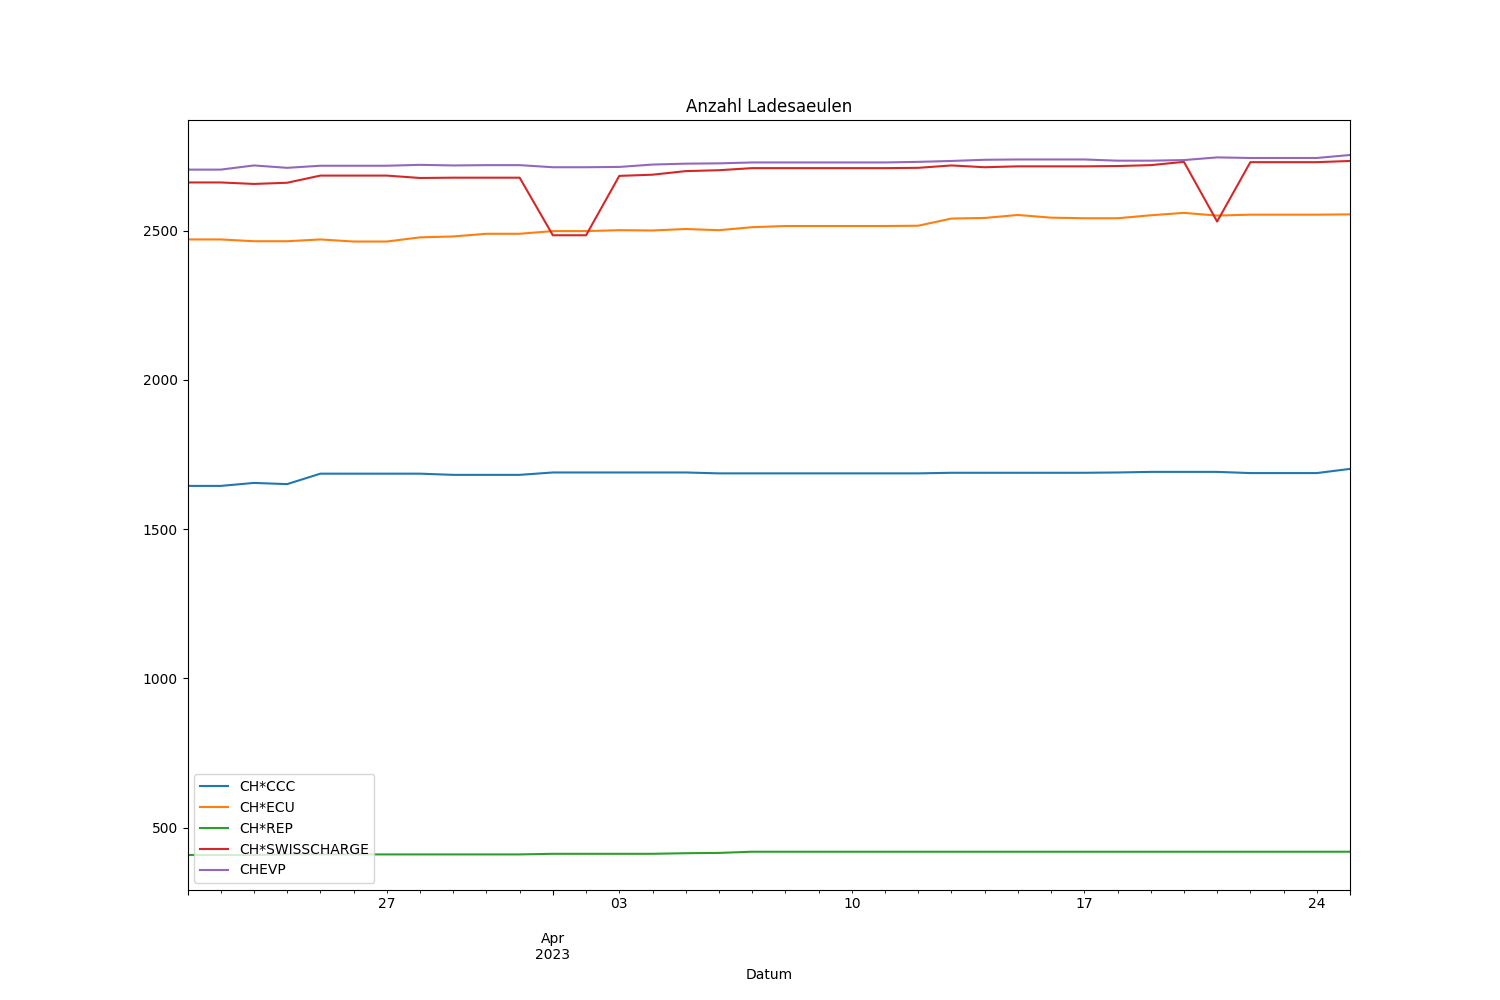 Anzahl Ladesaeulen
2500
2000
1500
1000
500
CH*CCC
CH*ECU
CH*REP
CH*SWISSCHARGE
CHEVP
27 03 10 17 24
Apr
2023
Datum